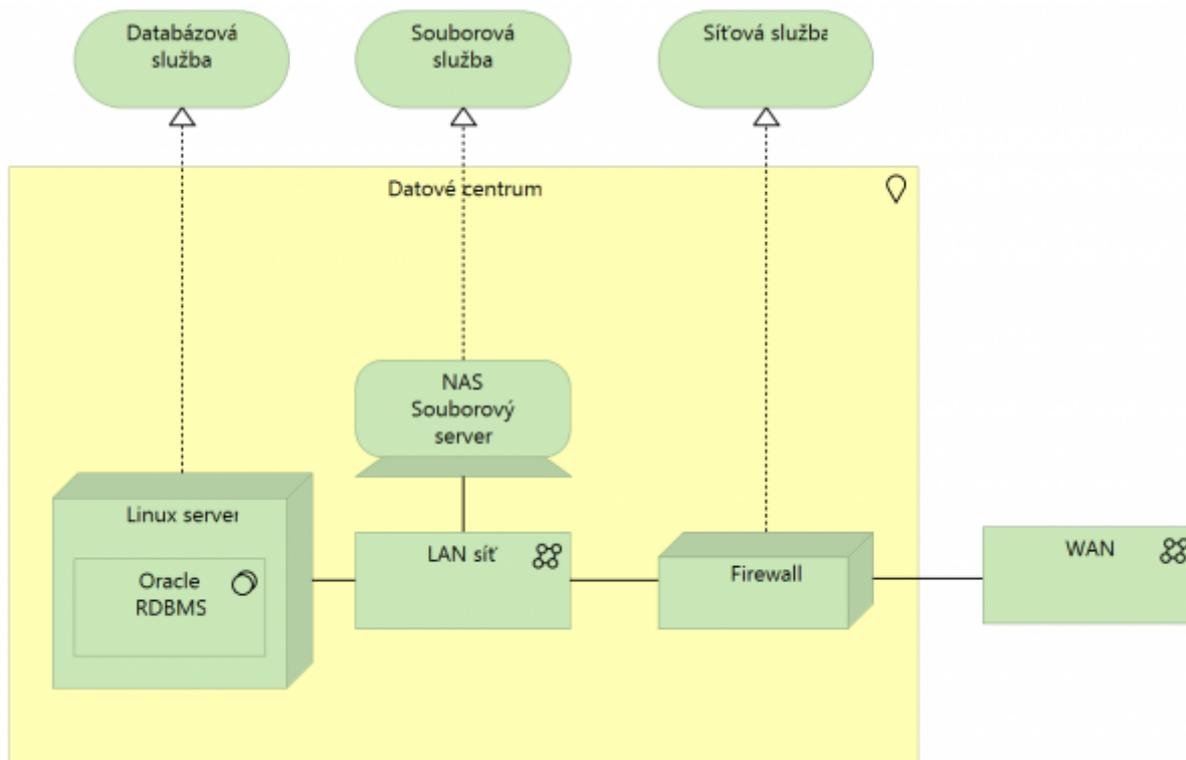 Databázová
služba
Souborová
služba
Síťová služba
Datové centrum
NAS
Souborový
server
Linux server
Oracle
RDBMS
LAN síť
Firewall
WAN